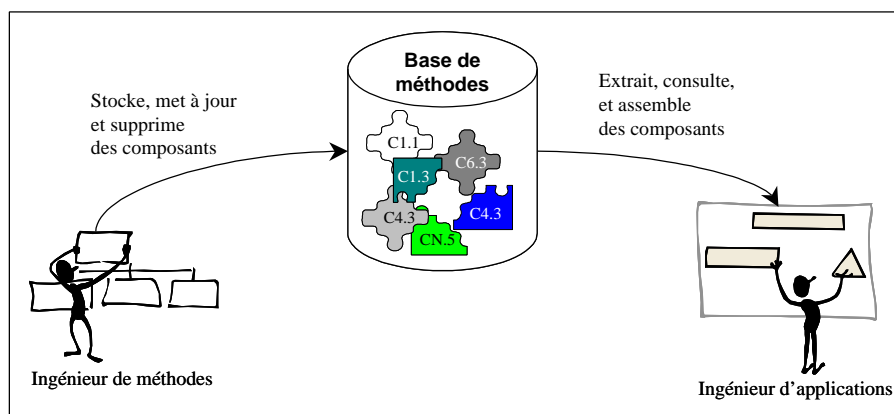 Base de
méthodes
Stocke, met à jour
et supprime
des composants
Extrait, consulte,
et assemble
des composants
C1.1
C6.3
C1.3
C4.3
C4.3
CN.5
Ingénieur de méthodes
Ingénieur d’applications